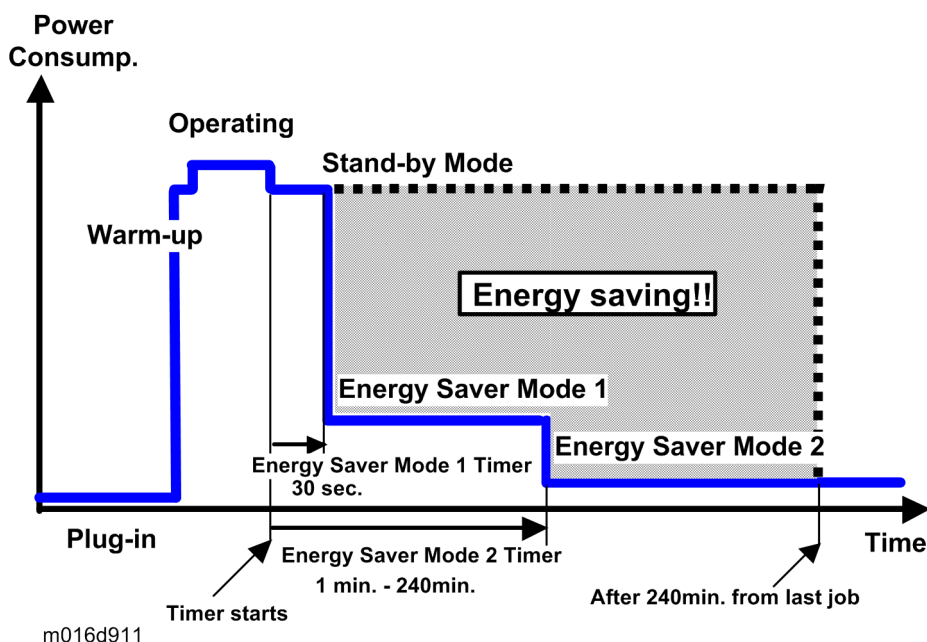 Power
Consump.
Operating
Stand-by Mode
Warm-up
Energy saving!!
Energy Saver Mode 1
Energy Saver Mode 2
Energy Saver Mode 1 Timer
30 sec.
Plug-in
Time
Energy Saver Mode 2 Timer
1 min. - 240min.
After 240min. from last job
Timer starts
m016d911